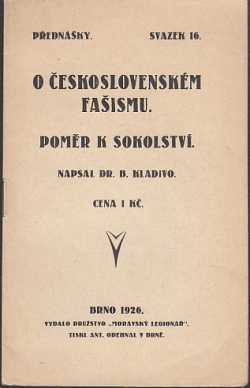 PŘEDNÁŠKY. SVAZEK 16.
O ČESKOSLOVENSKÉM
FAŠISMU.
POMĚR K SOKOLSTVÍ.
NAPSAL DR. B. KLADIVO.
CENA 1 KČ.
BRNO 1926.
VYDALO DRUŽSTVO „MORAVSKÝ LEGIONÁŘ“.
TISKL ANT. ODEHNAL V BRNĚ.